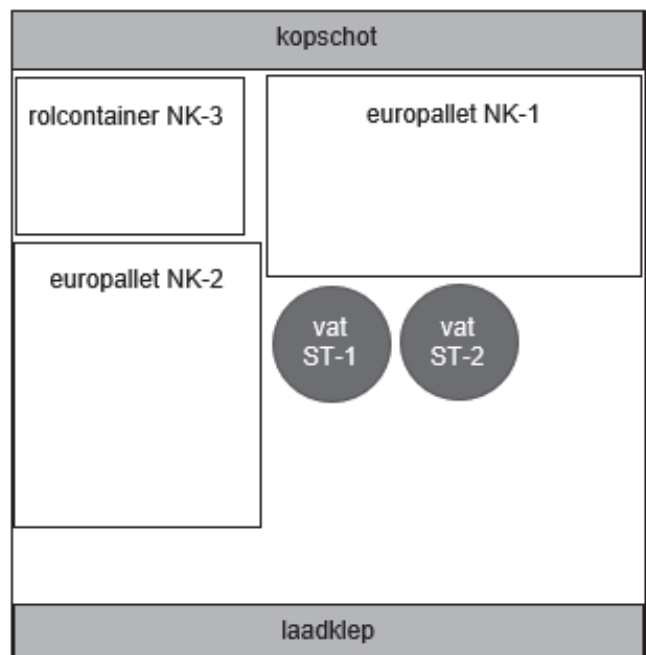 kopschot
rolcontainer NK-3
europallet NK-1
europallet NK-2
vat
ST-1
vat
ST-2
laadklep